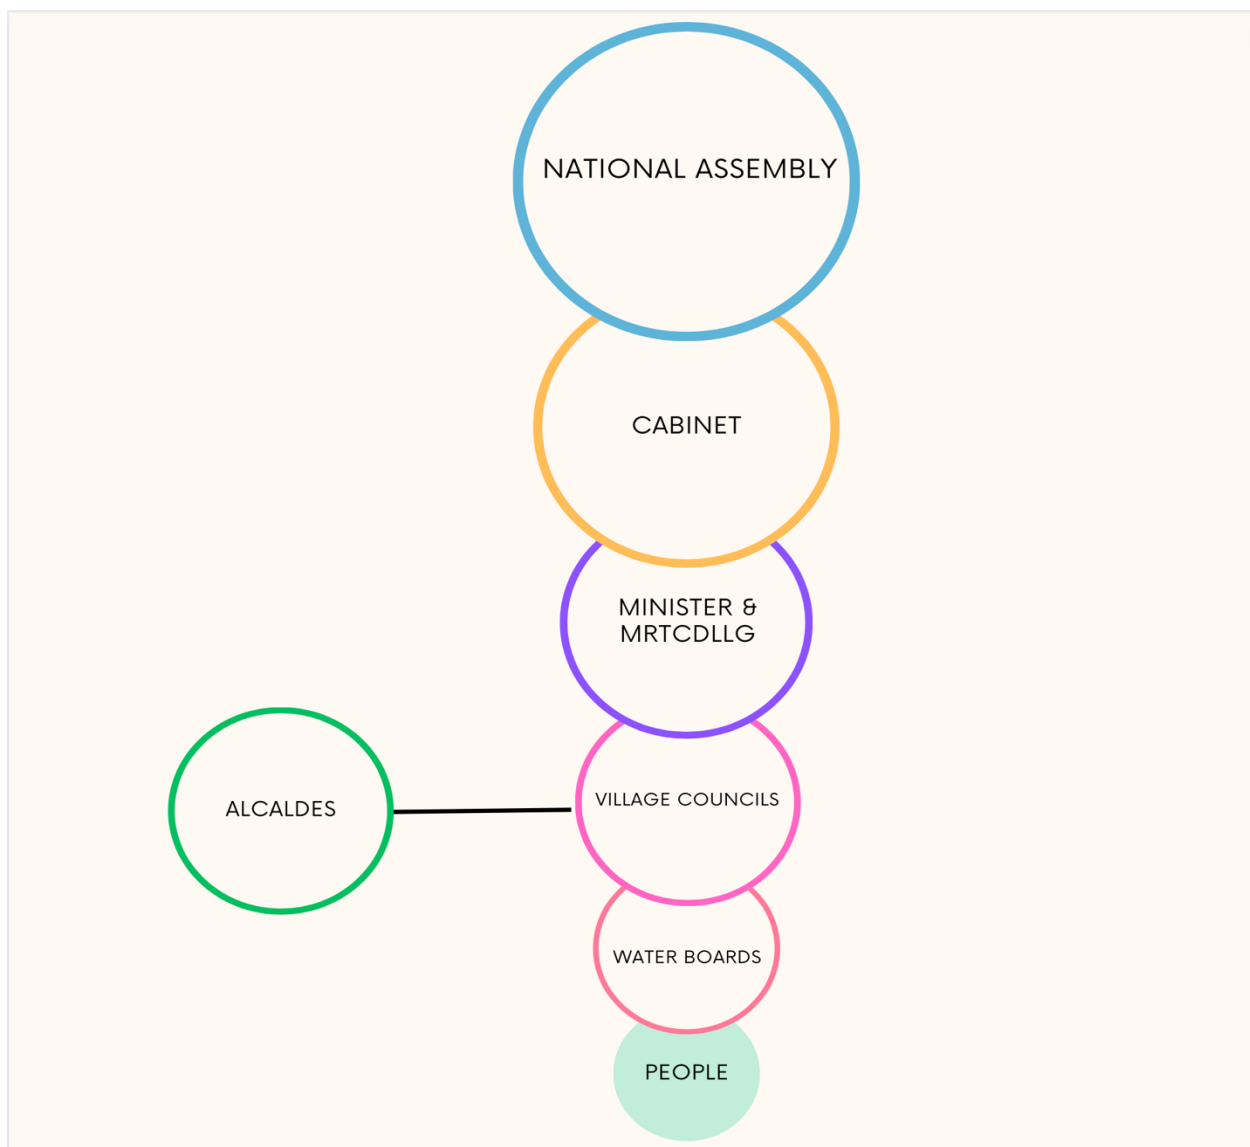 NATIONAL ASSEMBLY
CABINET
MINISTER &
MRTCDLLG
ALCALDES
VILLAGE COUNCILS
WATER BOARDS
PEOPLE